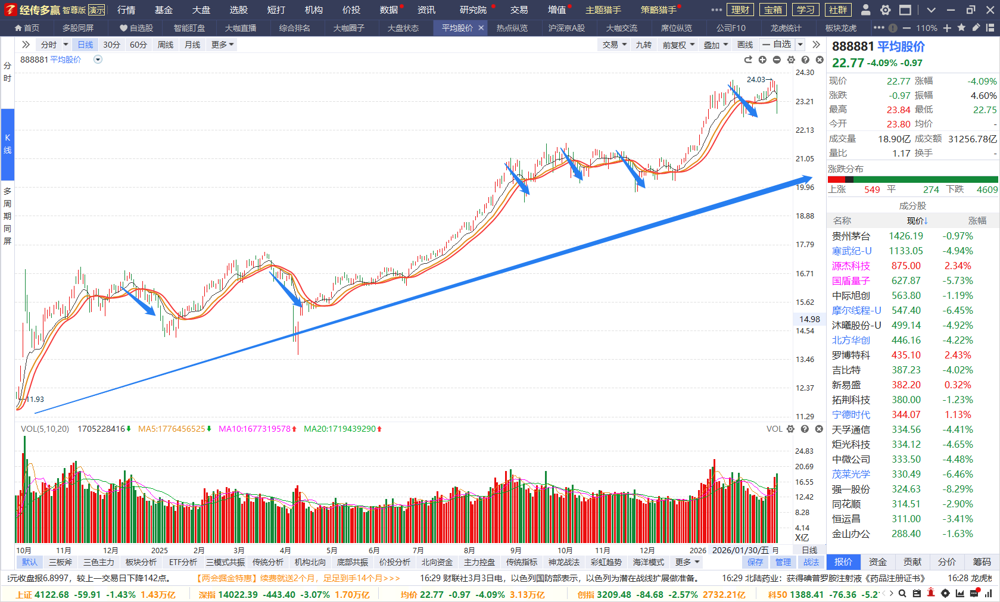 经传多赢 智尊版 演示 行情 基金 大盘 选股 短打 机构 价投 数据 资讯 研究院 交易 增值 主题猎手 策略猎手 理财 宝箱 学习 社群
首页 多股同屏 自选股 智能盯盘 大咖直播 综合排名 大咖圈子 大盘状态 平均股价 热点纵览 沪深京A股 大咖交流 席位纵览 公司F10 龙虎统计 板块龙虎 110%
分时 日线 30分 60分 周线 月线 更多 交易 九转 前复权 叠加 画线 自选
分时
K线
多周期同屏
888881 平均股价
24.03
11.93
24.30
23.21
22.13
21.05
19.96
18.88
17.79
16.71
15.62
14.98
14.54
13.46
12.37
11.29
VOL(5,10,20) 1705228416 MA5:1776456525 MA10:1677319578 MA20:1719439290 VOL
24.83
20.69
16.55
12.42
8.28
4.14
X亿
10月 11月 12月 2025 2月 3月 4月 5月 6月 7月 8月 9月 10月 11月 12月 2026 2026/01/30/五 月 日线
默认 三板斧 三色主力 板块分析 ETF分析 三模式共振 传统分析 机构北向 底部共振 价投分析 北向资金 主力控盘 传统指标 神龙战法 彩虹趋势 海洋模式 更多 保存 管理 战法
888881 平均股价
22.77 -4.09% -0.97
现价 22.77 涨幅 -4.09%
涨跌 -0.97 振幅 4.60%
最高 23.84 最低 22.75
今开 23.80 均价 -
成交量 18.90亿 成交额 31256.78亿
量比 1.17 换手 -
涨跌分布
上涨 549 平 274 下跌 4609
成分股
名称 现价↓ 涨幅
贵州茅台 1426.19 -0.97%
寒武纪-U 1133.05 -4.94%
源杰科技 875.00 2.34%
国盾量子 627.87 -5.73%
中际旭创 563.80 -1.19%
摩尔线程-U 547.40 -6.45%
沐曦股份-U 499.14 -4.92%
北方华创 446.16 -4.22%
罗博特科 435.10 2.43%
吉比特 387.23 -4.02%
新易盛 382.20 0.32%
拓荆科技 380.00 -1.23%
宁德时代 344.07 1.13%
天孚通信 334.56 -4.41%
炬光科技 334.12 -4.65%
中微公司 333.50 -4.48%
茂莱光学 330.49 -6.46%
强一股份 324.63 -8.29%
同花顺 314.51 -2.90%
恒运昌 311.00 -3.41%
金山办公 288.40 -1.63%
报价 资金 贡献 分价 筹码
元收盘报6.8997，较上一交易日下降142点。 【两会掘金特惠】续费就送2个月，足足到手14个月>>> 16:29 财联社3月3日电，以色列国防部表示，以色列为潜在战线扩展做准备。 16:29 北陆药业：获得碘普罗胺注射液《药品注册证书》 16:28 龙虎
上证 4122.68 -59.91 -1.43% 1.43万亿 深指 14022.39 -443.40 -3.07% 1.70万亿 均价 22.77 -0.97 -4.09% 3.13万亿 创指 3209.48 -84.68 -2.57% 2732.21亿 科50 1388.41 -76.36 -5.2